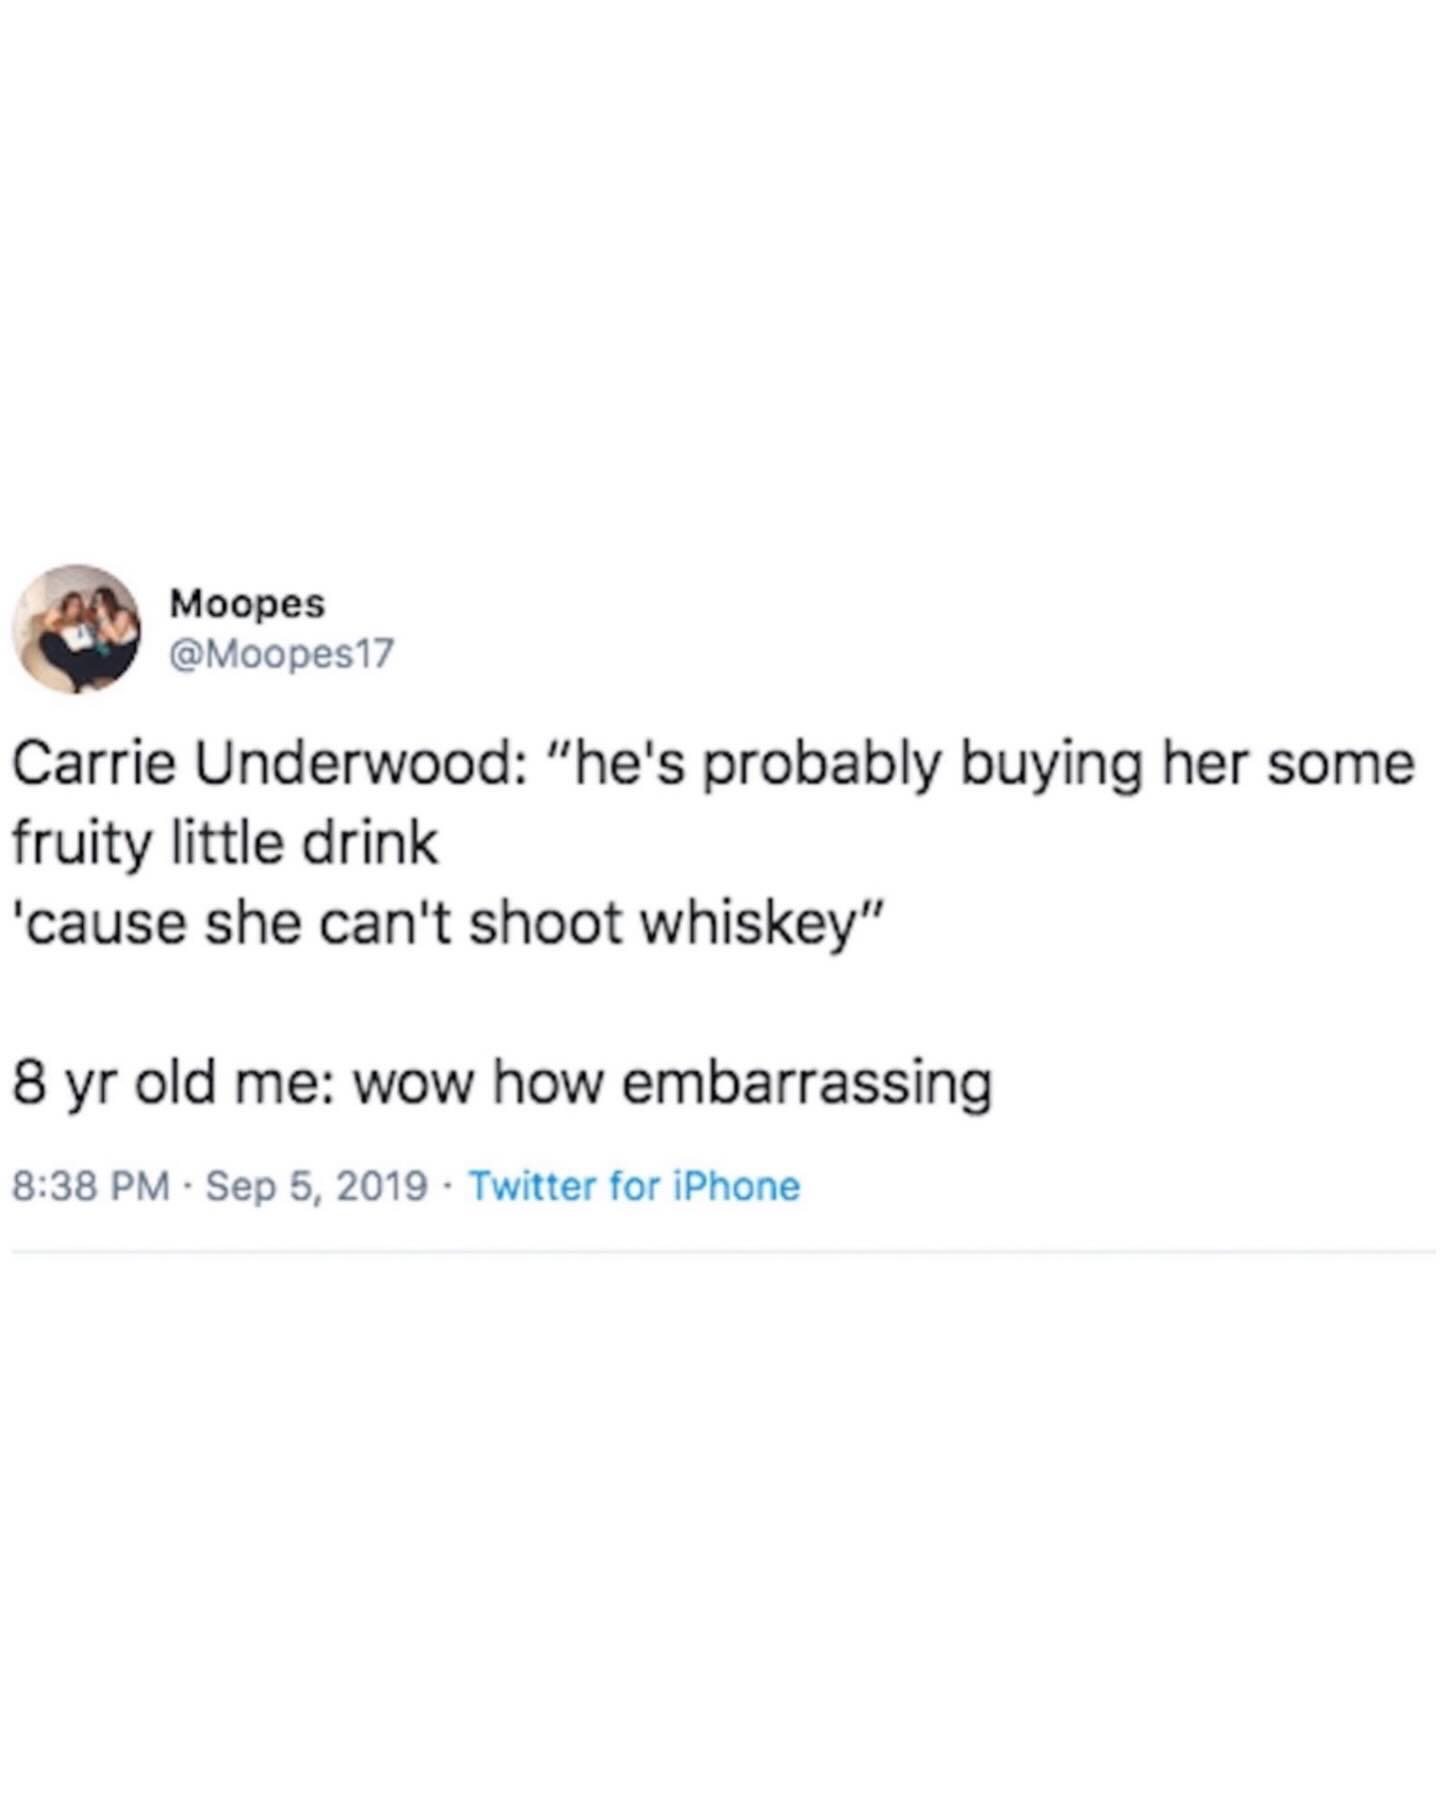 Moopes
@Moopes17
Carrie Underwood: “he's probably buying her some
fruity little drink
'cause she can't shoot whiskey”
8 yr old me: wow how embarrassing
8:38 PM · Sep 5, 2019 · Twitter for iPhone